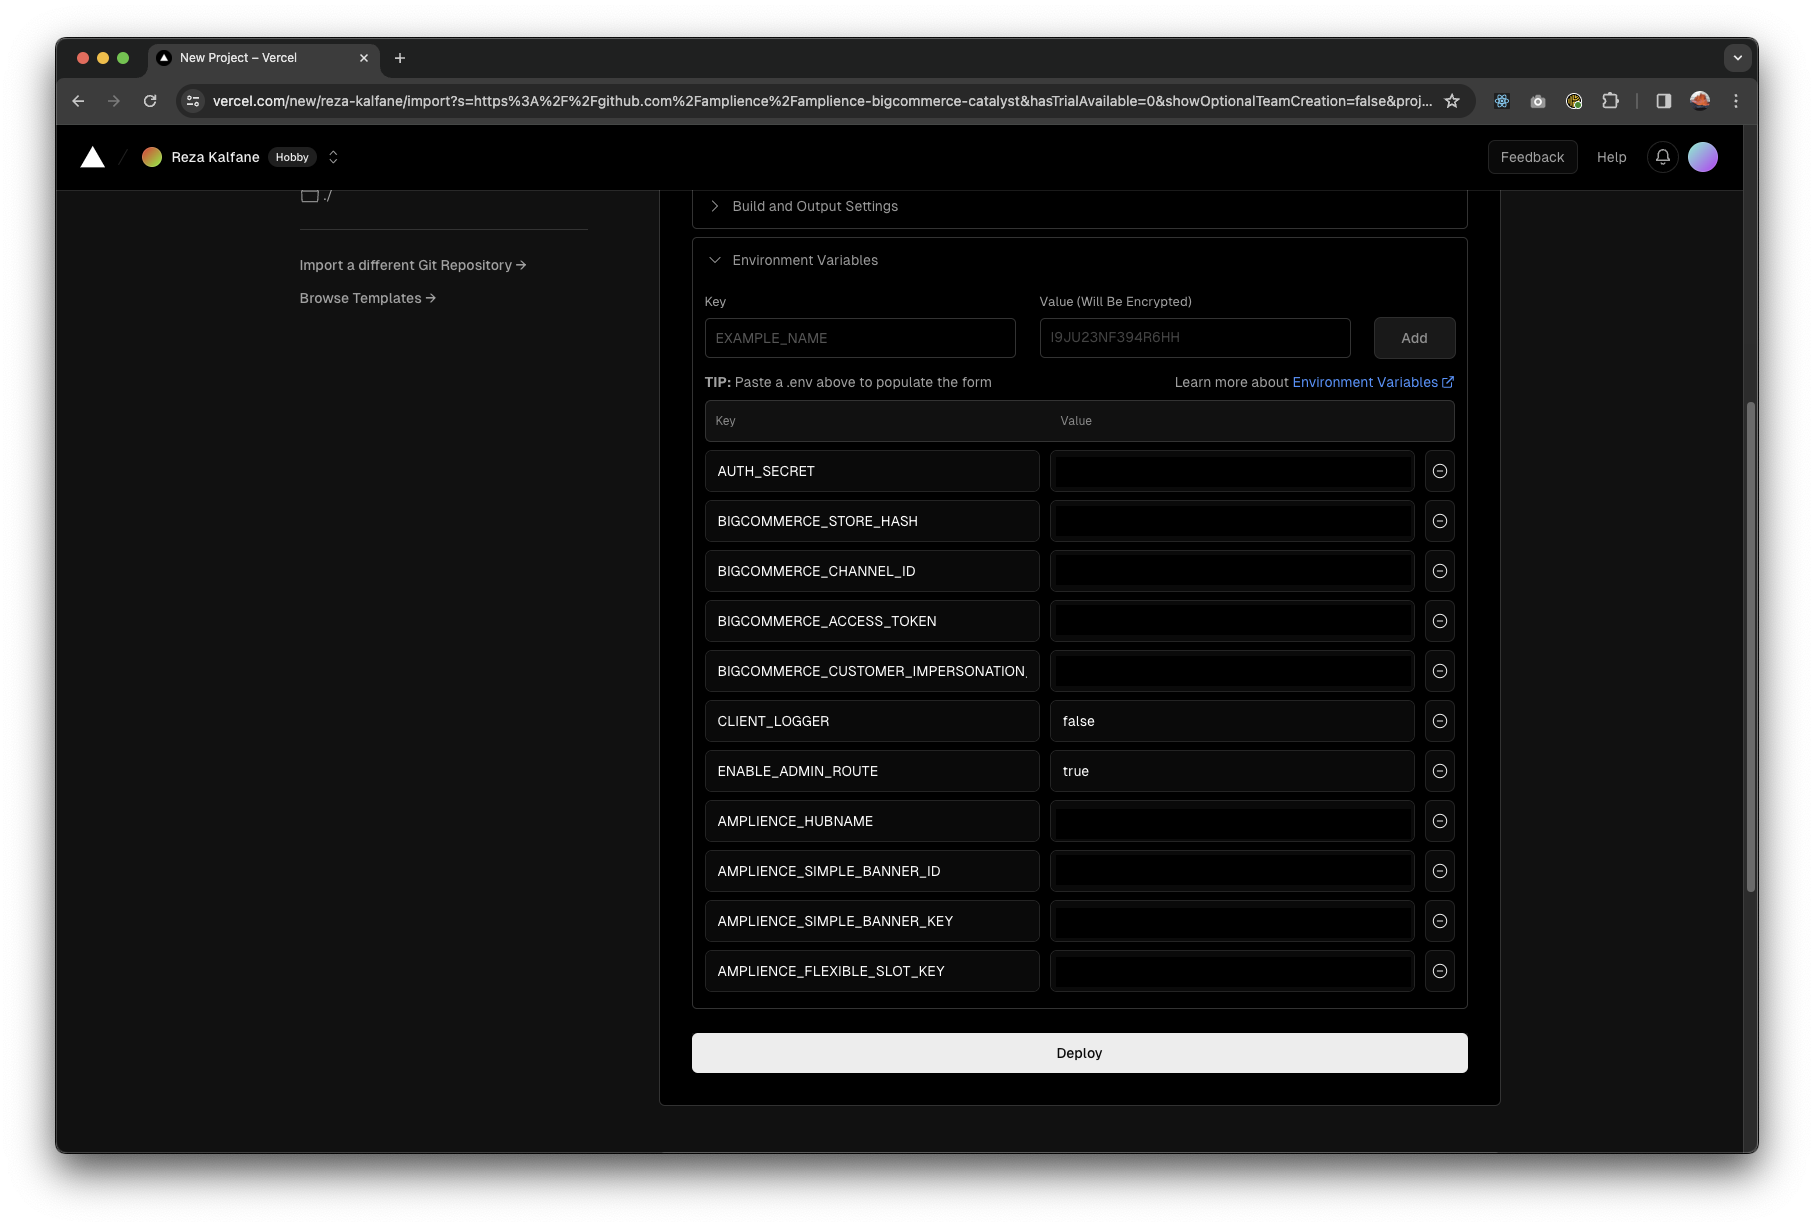 New Project – Vercel
vercel.com/new/reza-kalfane/import?s=https%3A%2F%2Fgithub.com%2Famplience%2Famplience-bigcommerce-catalyst&hasTrialAvailable=0&showOptionalTeamCreation=false&proj...
Reza Kalfane Hobby
Feedback Help
./
Import a different Git Repository →
Browse Templates →
Build and Output Settings
Environment Variables
Key Value (Will Be Encrypted)
EXAMPLE_NAME I9JU23NF394R6HH Add
TIP: Paste a .env above to populate the form Learn more about Environment Variables
Key Value
AUTH_SECRET
BIGCOMMERCE_STORE_HASH
BIGCOMMERCE_CHANNEL_ID
BIGCOMMERCE_ACCESS_TOKEN
BIGCOMMERCE_CUSTOMER_IMPERSONATION_
CLIENT_LOGGER false
ENABLE_ADMIN_ROUTE true
AMPLIENCE_HUBNAME
AMPLIENCE_SIMPLE_BANNER_ID
AMPLIENCE_SIMPLE_BANNER_KEY
AMPLIENCE_FLEXIBLE_SLOT_KEY
Deploy